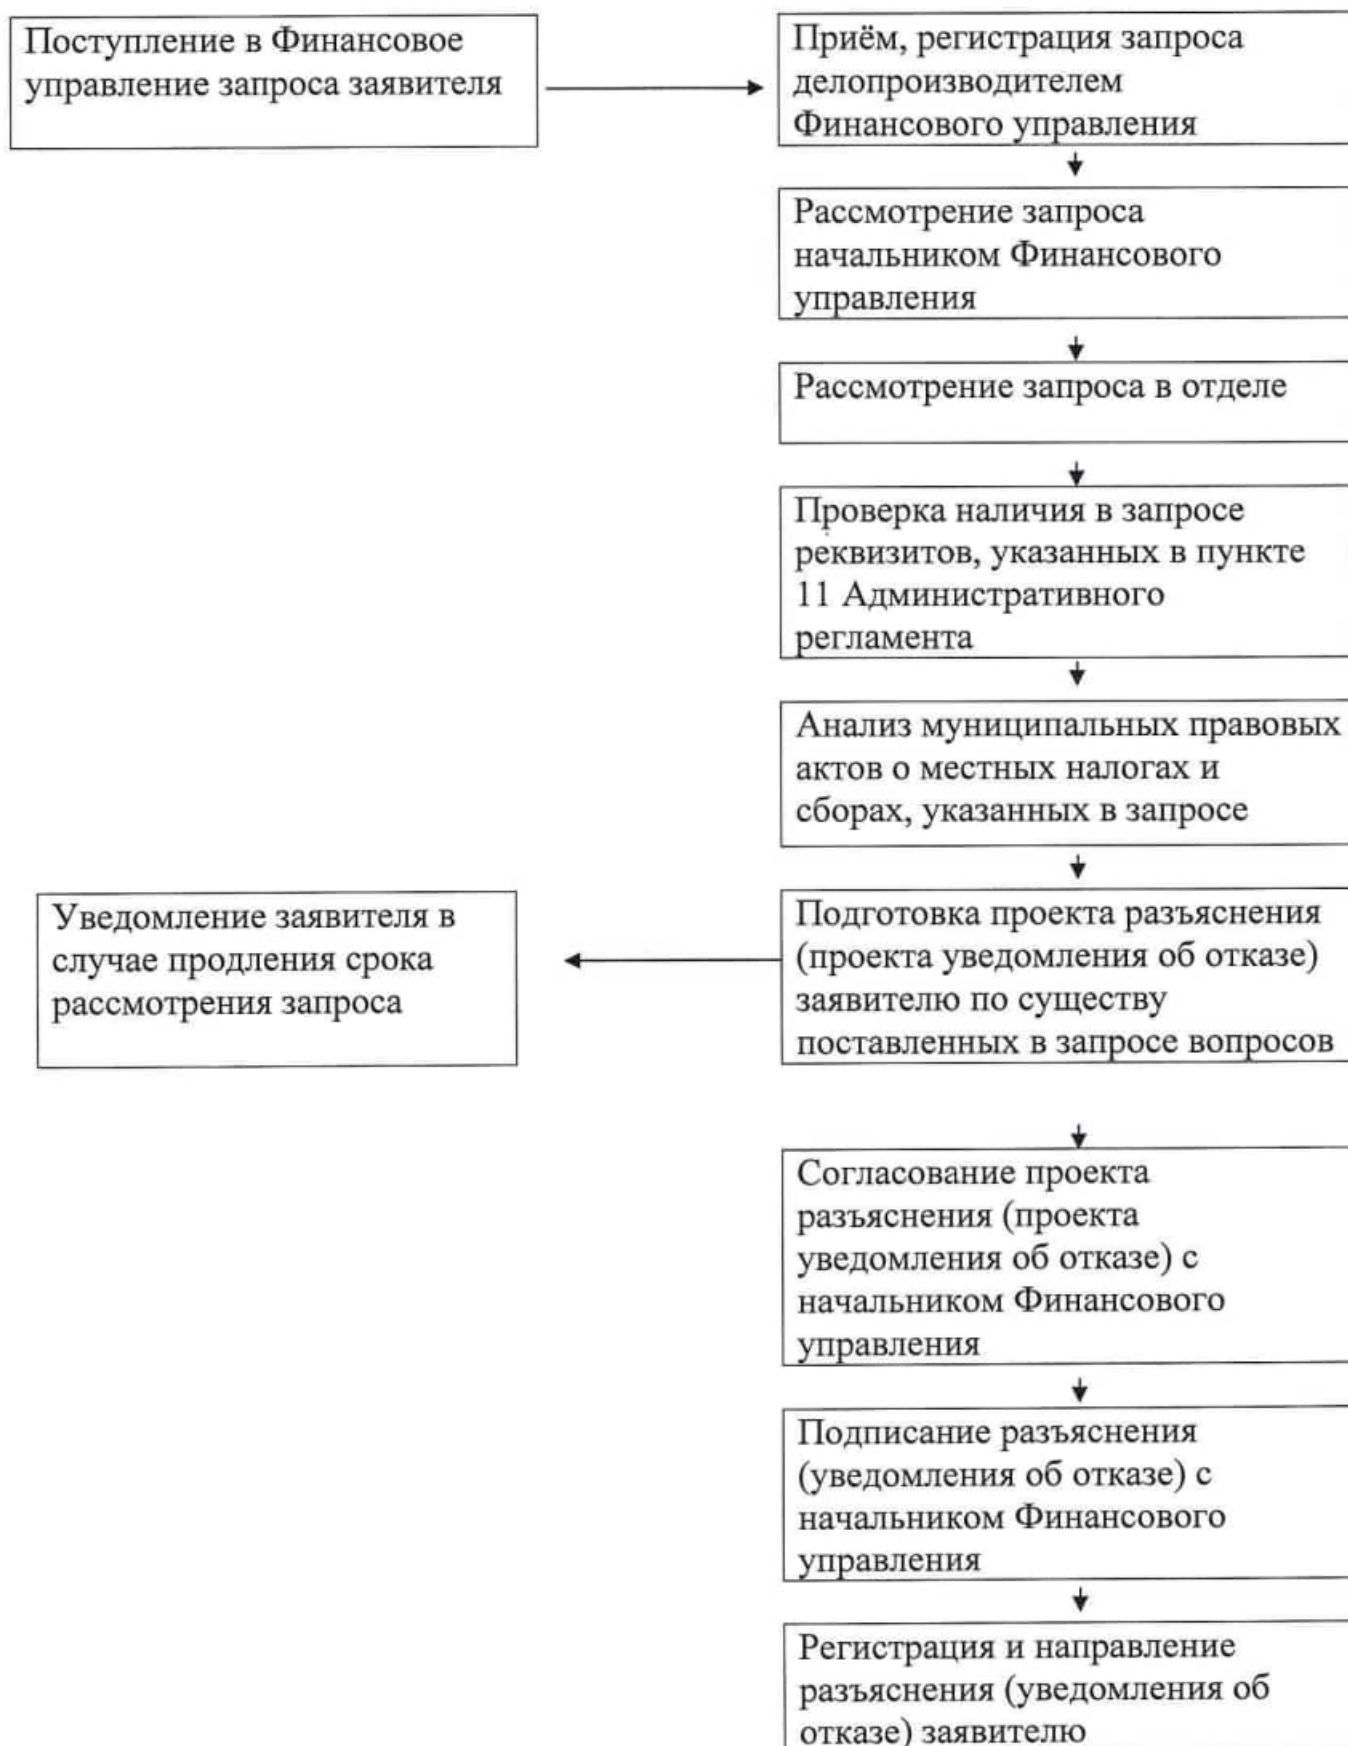 Поступление в Финансовое
управление запроса заявителя
Приём, регистрация запроса
делопроизводителем
Финансового управления
Рассмотрение запроса
начальником Финансового
управления
Рассмотрение запроса в отделе
Проверка наличия в запросе
реквизитов, указанных в пункте
11 Административного
регламента
Анализ муниципальных правовых
актов о местных налогах и
сборах, указанных в запросе
Уведомление заявителя в
случае продления срока
рассмотрения запроса
Подготовка проекта разъяснения
(проекта уведомления об отказе)
заявителю по существу
поставленных в запросе вопросов
Согласование проекта
разъяснения (проекта
уведомления об отказе) с
начальником Финансового
управления
Подписание разъяснения
(уведомления об отказе) с
начальником Финансового
управления
Регистрация и направление
разъяснения (уведомления об
отказе) заявителю